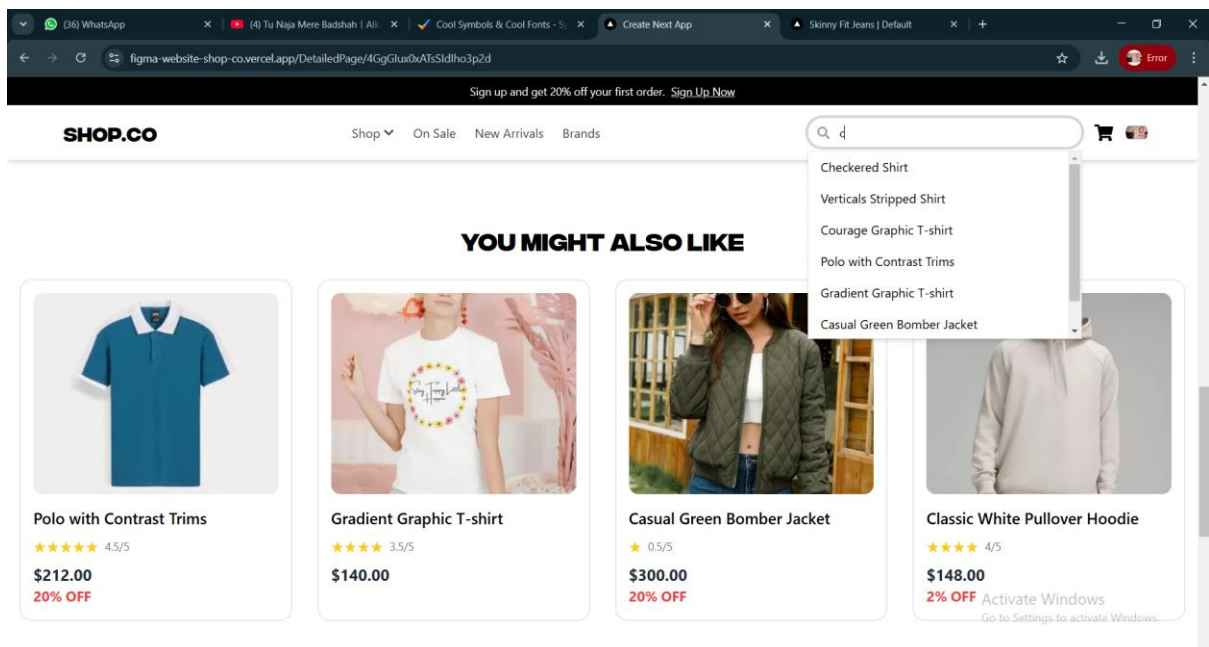 (36) WhatsApp
(4) Tu Naja Mere Badshah | Alk
Cool Symbols & Cool Fonts - Sy
Create Next App
Skinny Fit Jeans | Default
figma-website-shop-co.vercel.app/DetailedPage/4GgGlux0xATsSIdIho3p2d
Error
Sign up and get 20% off your first order. Sign Up Now
SHOP.CO
Shop
On Sale
New Arrivals
Brands
c
Checkered Shirt
Verticals Stripped Shirt
Courage Graphic T-shirt
Polo with Contrast Trims
Gradient Graphic T-shirt
Casual Green Bomber Jacket
YOU MIGHT ALSO LIKE
Polo with Contrast Trims
4.5/5
$212.00
20% OFF
Gradient Graphic T-shirt
3.5/5
$140.00
Casual Green Bomber Jacket
0.5/5
$300.00
20% OFF
Classic White Pullover Hoodie
4/5
$148.00
2% OFF
Activate Windows
Go to Settings to activate Windows.